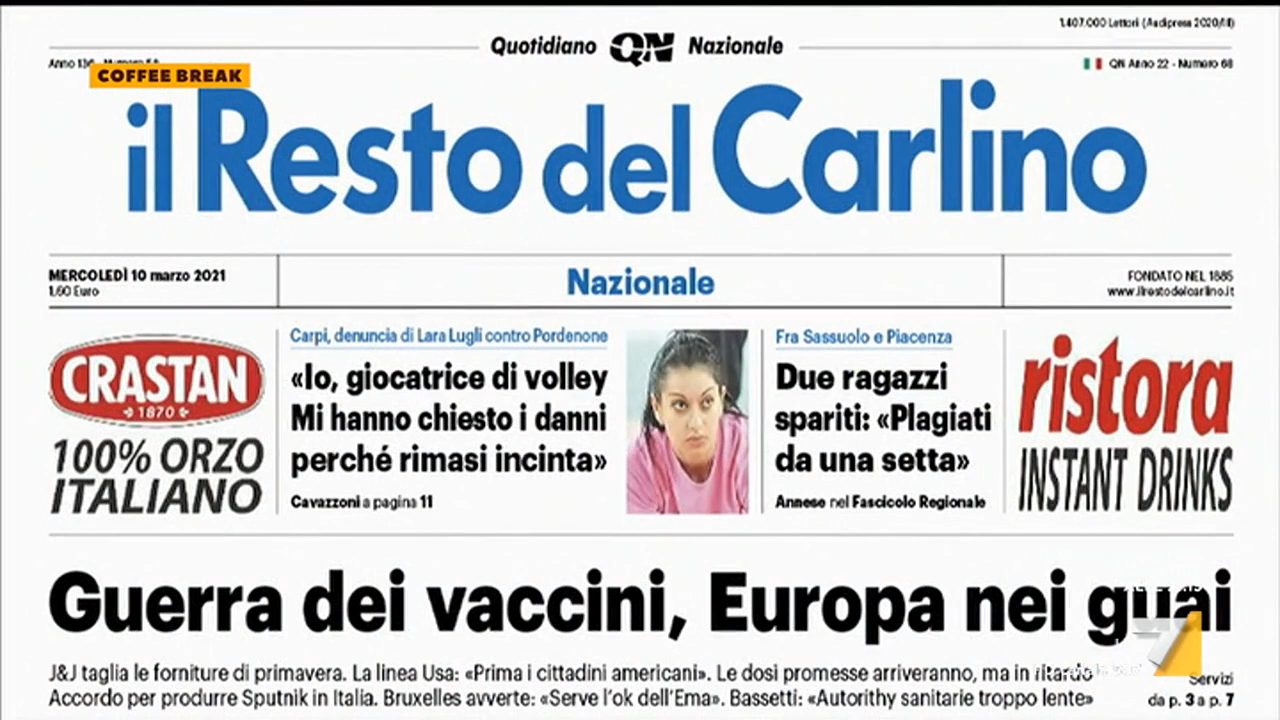 1.407.000 Lettori (Audipress 2020/III)
Quotidiano QN Nazionale
Anno 136
COFFEE BREAK
QN Anno 22 - Numero 68
il Resto del Carlino
MERCOLEDÌ 10 marzo 2021
1,60 Euro
Nazionale
FONDATO NEL 1885
www.ilrestodelcarlino.it
CRASTAN
1870
100% ORZO
ITALIANO
Carpi, denuncia di Lara Lugli contro Pordenone
«Io, giocatrice di volley
Mi hanno chiesto i danni
perché rimasi incinta»
Cavazzoni a pagina 11
Fra Sassuolo e Piacenza
Due ragazzi
spariti: «Plagiati
da una setta»
Annese nel Fascicolo Regionale
ristora
INSTANT DRINKS
Guerra dei vaccini, Europa nei guai
J&J taglia le forniture di primavera. La linea Usa: «Prima i cittadini americani». Le dosi promesse arriveranno, ma in ritardo
Accordo per produrre Sputnik in Italia. Bruxelles avverte: «Serve l'ok dell'Ema». Bassetti: «Autorithy sanitarie troppo lente»
Servizi
da p. 3 a p. 7
7